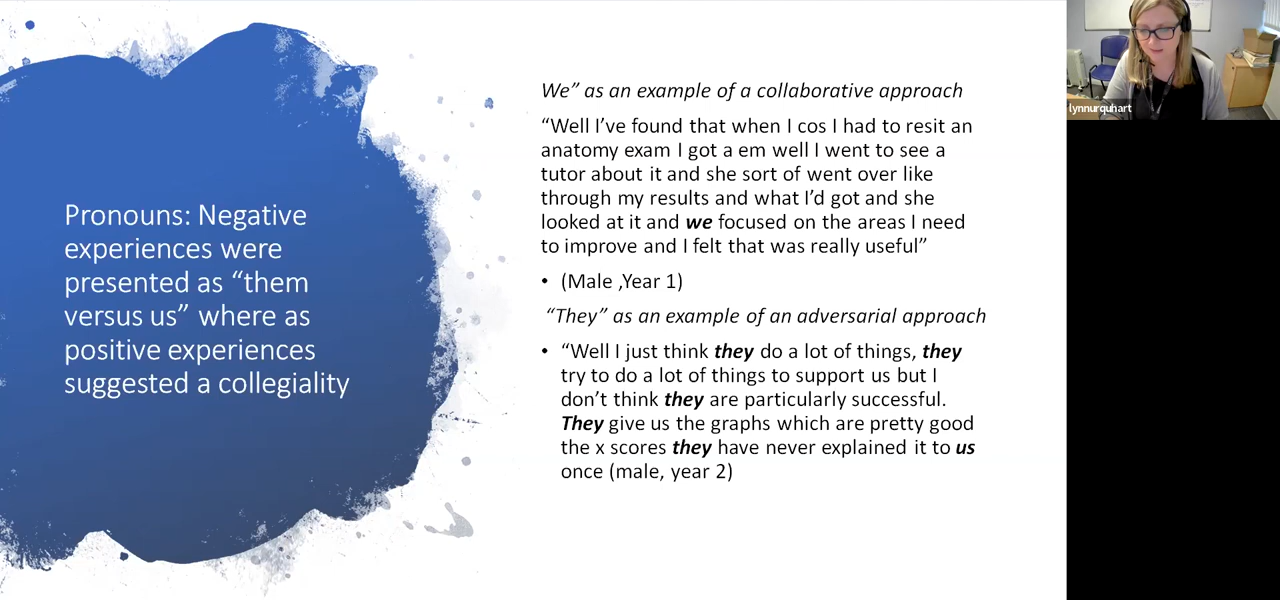 Pronouns: Negative
experiences were
presented as “them
versus us” where as
positive experiences
suggested a collegiality
We” as an example of a collaborative approach
“Well I’ve found that when I cos I had to resit an
anatomy exam I got a em well I went to see a
tutor about it and she sort of went over like
through my results and what I’d got and she
looked at it and we focused on the areas I need
to improve and I felt that was really useful”
• (Male ,Year 1)
“They” as an example of an adversarial approach
• “Well I just think they do a lot of things, they
try to do a lot of things to support us but I
don’t think they are particularly successful.
They give us the graphs which are pretty good
the x scores they have never explained it to us
once (male, year 2)
lynnurquhart